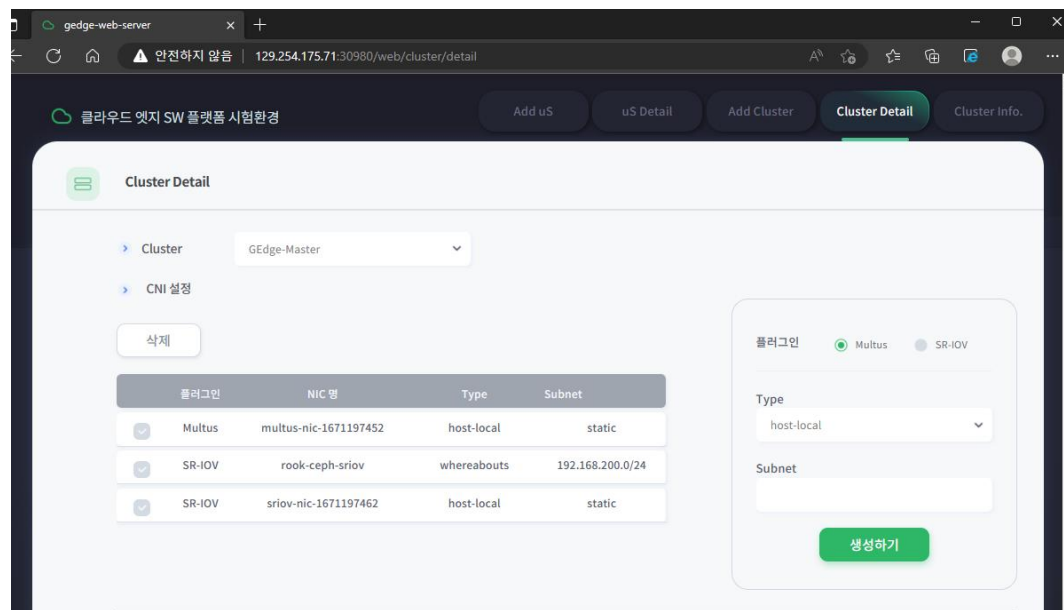 gedge-web-server
안전하지 않음 129.254.175.71:30980/web/cluster/detail
클라우드 엣지 SW 플랫폼 시험환경
Add uS uS Detail Add Cluster Cluster Detail Cluster Info.
Cluster Detail
Cluster GEdge-Master
CNI 설정
삭제
플러그인 NIC 명 Type Subnet
Multus multus-nic-1671197452 host-local static
SR-IOV rook-ceph-sriov whereabouts 192.168.200.0/24
SR-IOV sriov-nic-1671197462 host-local static
플러그인 Multus SR-IOV
Type
host-local
Subnet
생성하기